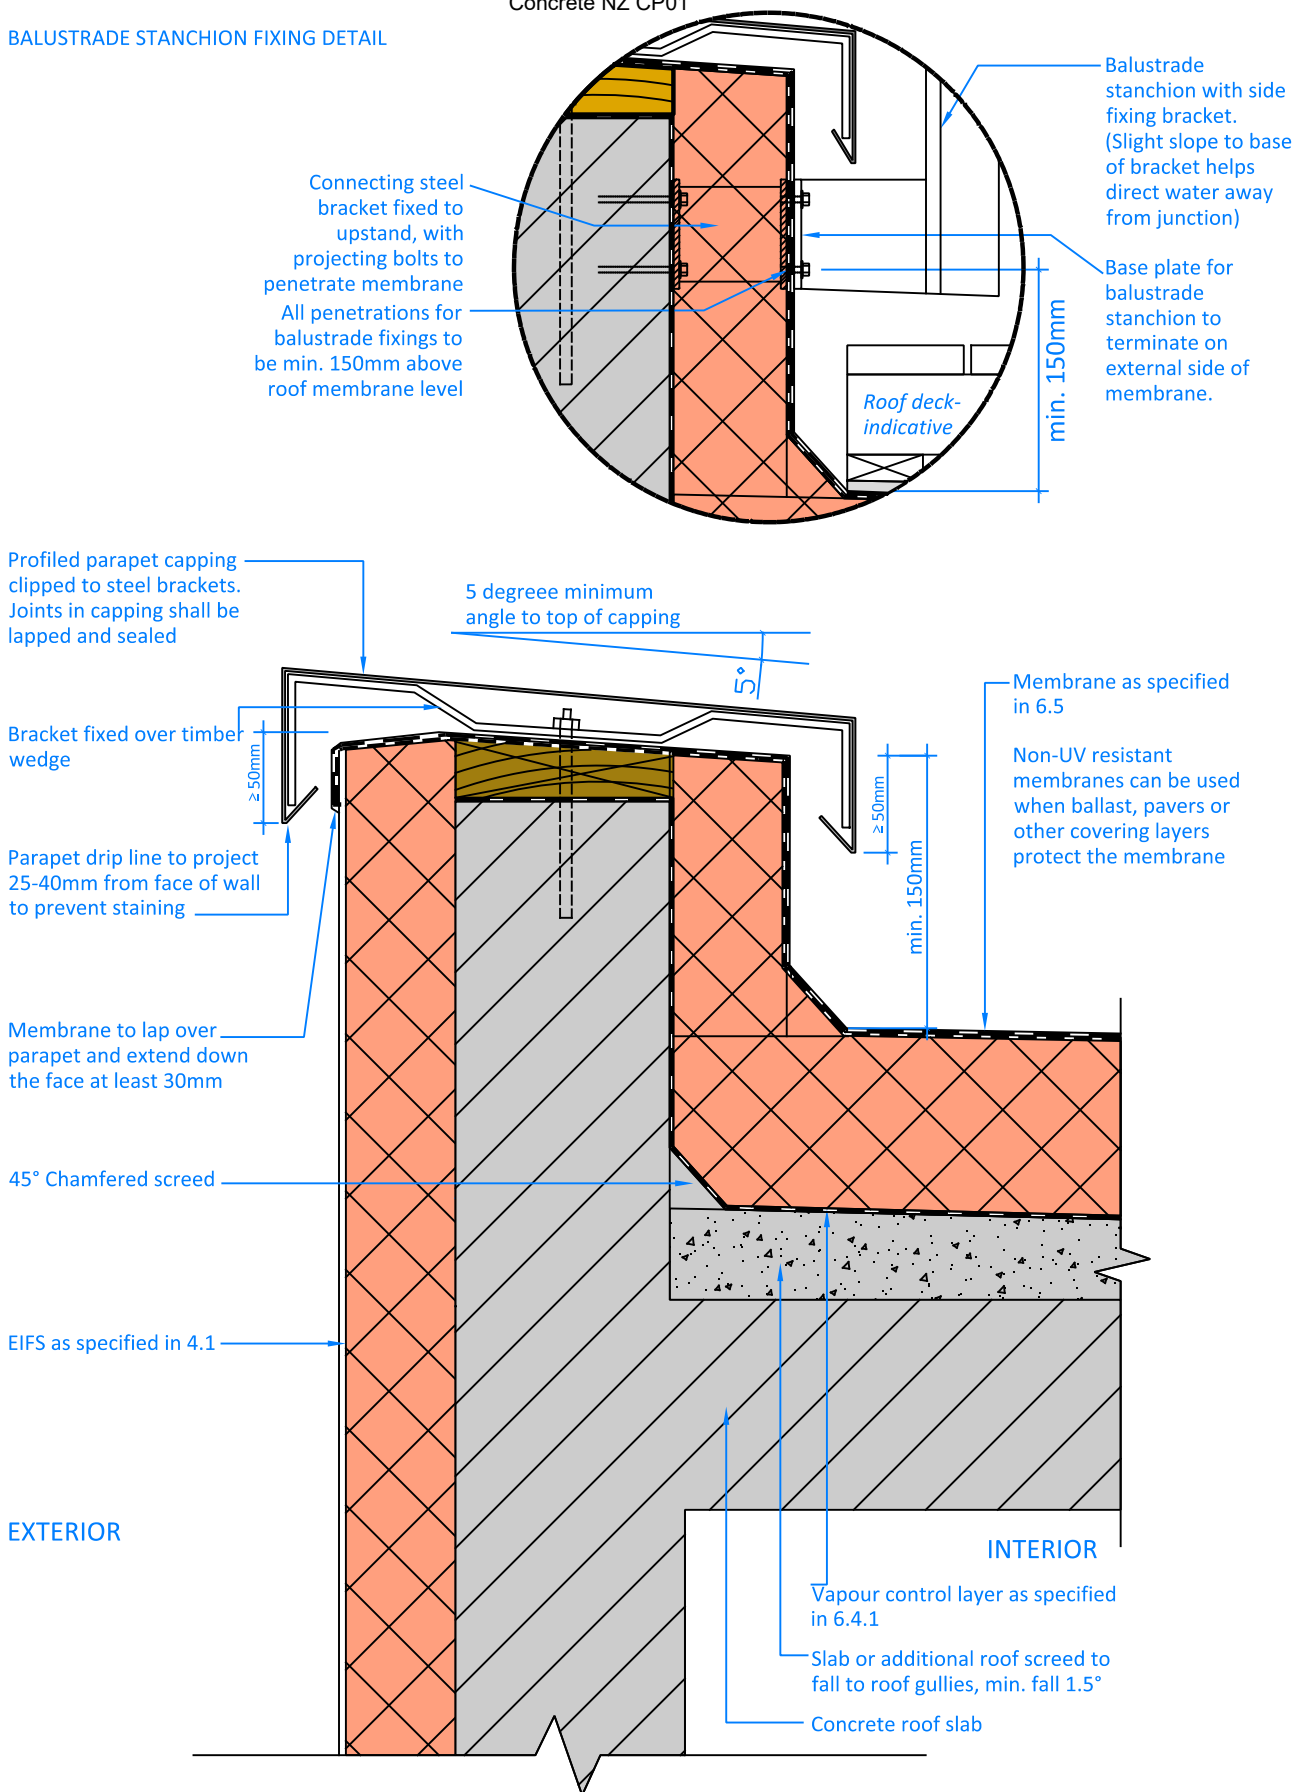 Concrete NZ CP01
BALUSTRADE STANCHION FIXING DETAIL
Balustrade
stanchion with side
fixing bracket.
(Slight slope to base
of bracket helps
direct water away
from junction)
Connecting steel
bracket fixed to
upstand, with
projecting bolts to
penetrate membrane
All penetrations for
balustrade fixings to
be min. 150mm above
roof membrane level
Base plate for
balustrade
stanchion to
terminate on
external side of
membrane.
min. 150mm
Roof deck-
indicative
Profiled parapet capping
clipped to steel brackets.
Joints in capping shall be
lapped and sealed
5 degreee minimum
angle to top of capping
5°
Membrane as specified
in 6.5
Non-UV resistant
membranes can be used
when ballast, pavers or
other covering layers
protect the membrane
Bracket fixed over timber
wedge
≥ 50mm
≥ 50mm
min. 150mm
Parapet drip line to project
25-40mm from face of wall
to prevent staining
Membrane to lap over
parapet and extend down
the face at least 30mm
45° Chamfered screed
EIFS as specified in 4.1
EXTERIOR
INTERIOR
Vapour control layer as specified
in 6.4.1
Slab or additional roof screed to
fall to roof gullies, min. fall 1.5°
Concrete roof slab